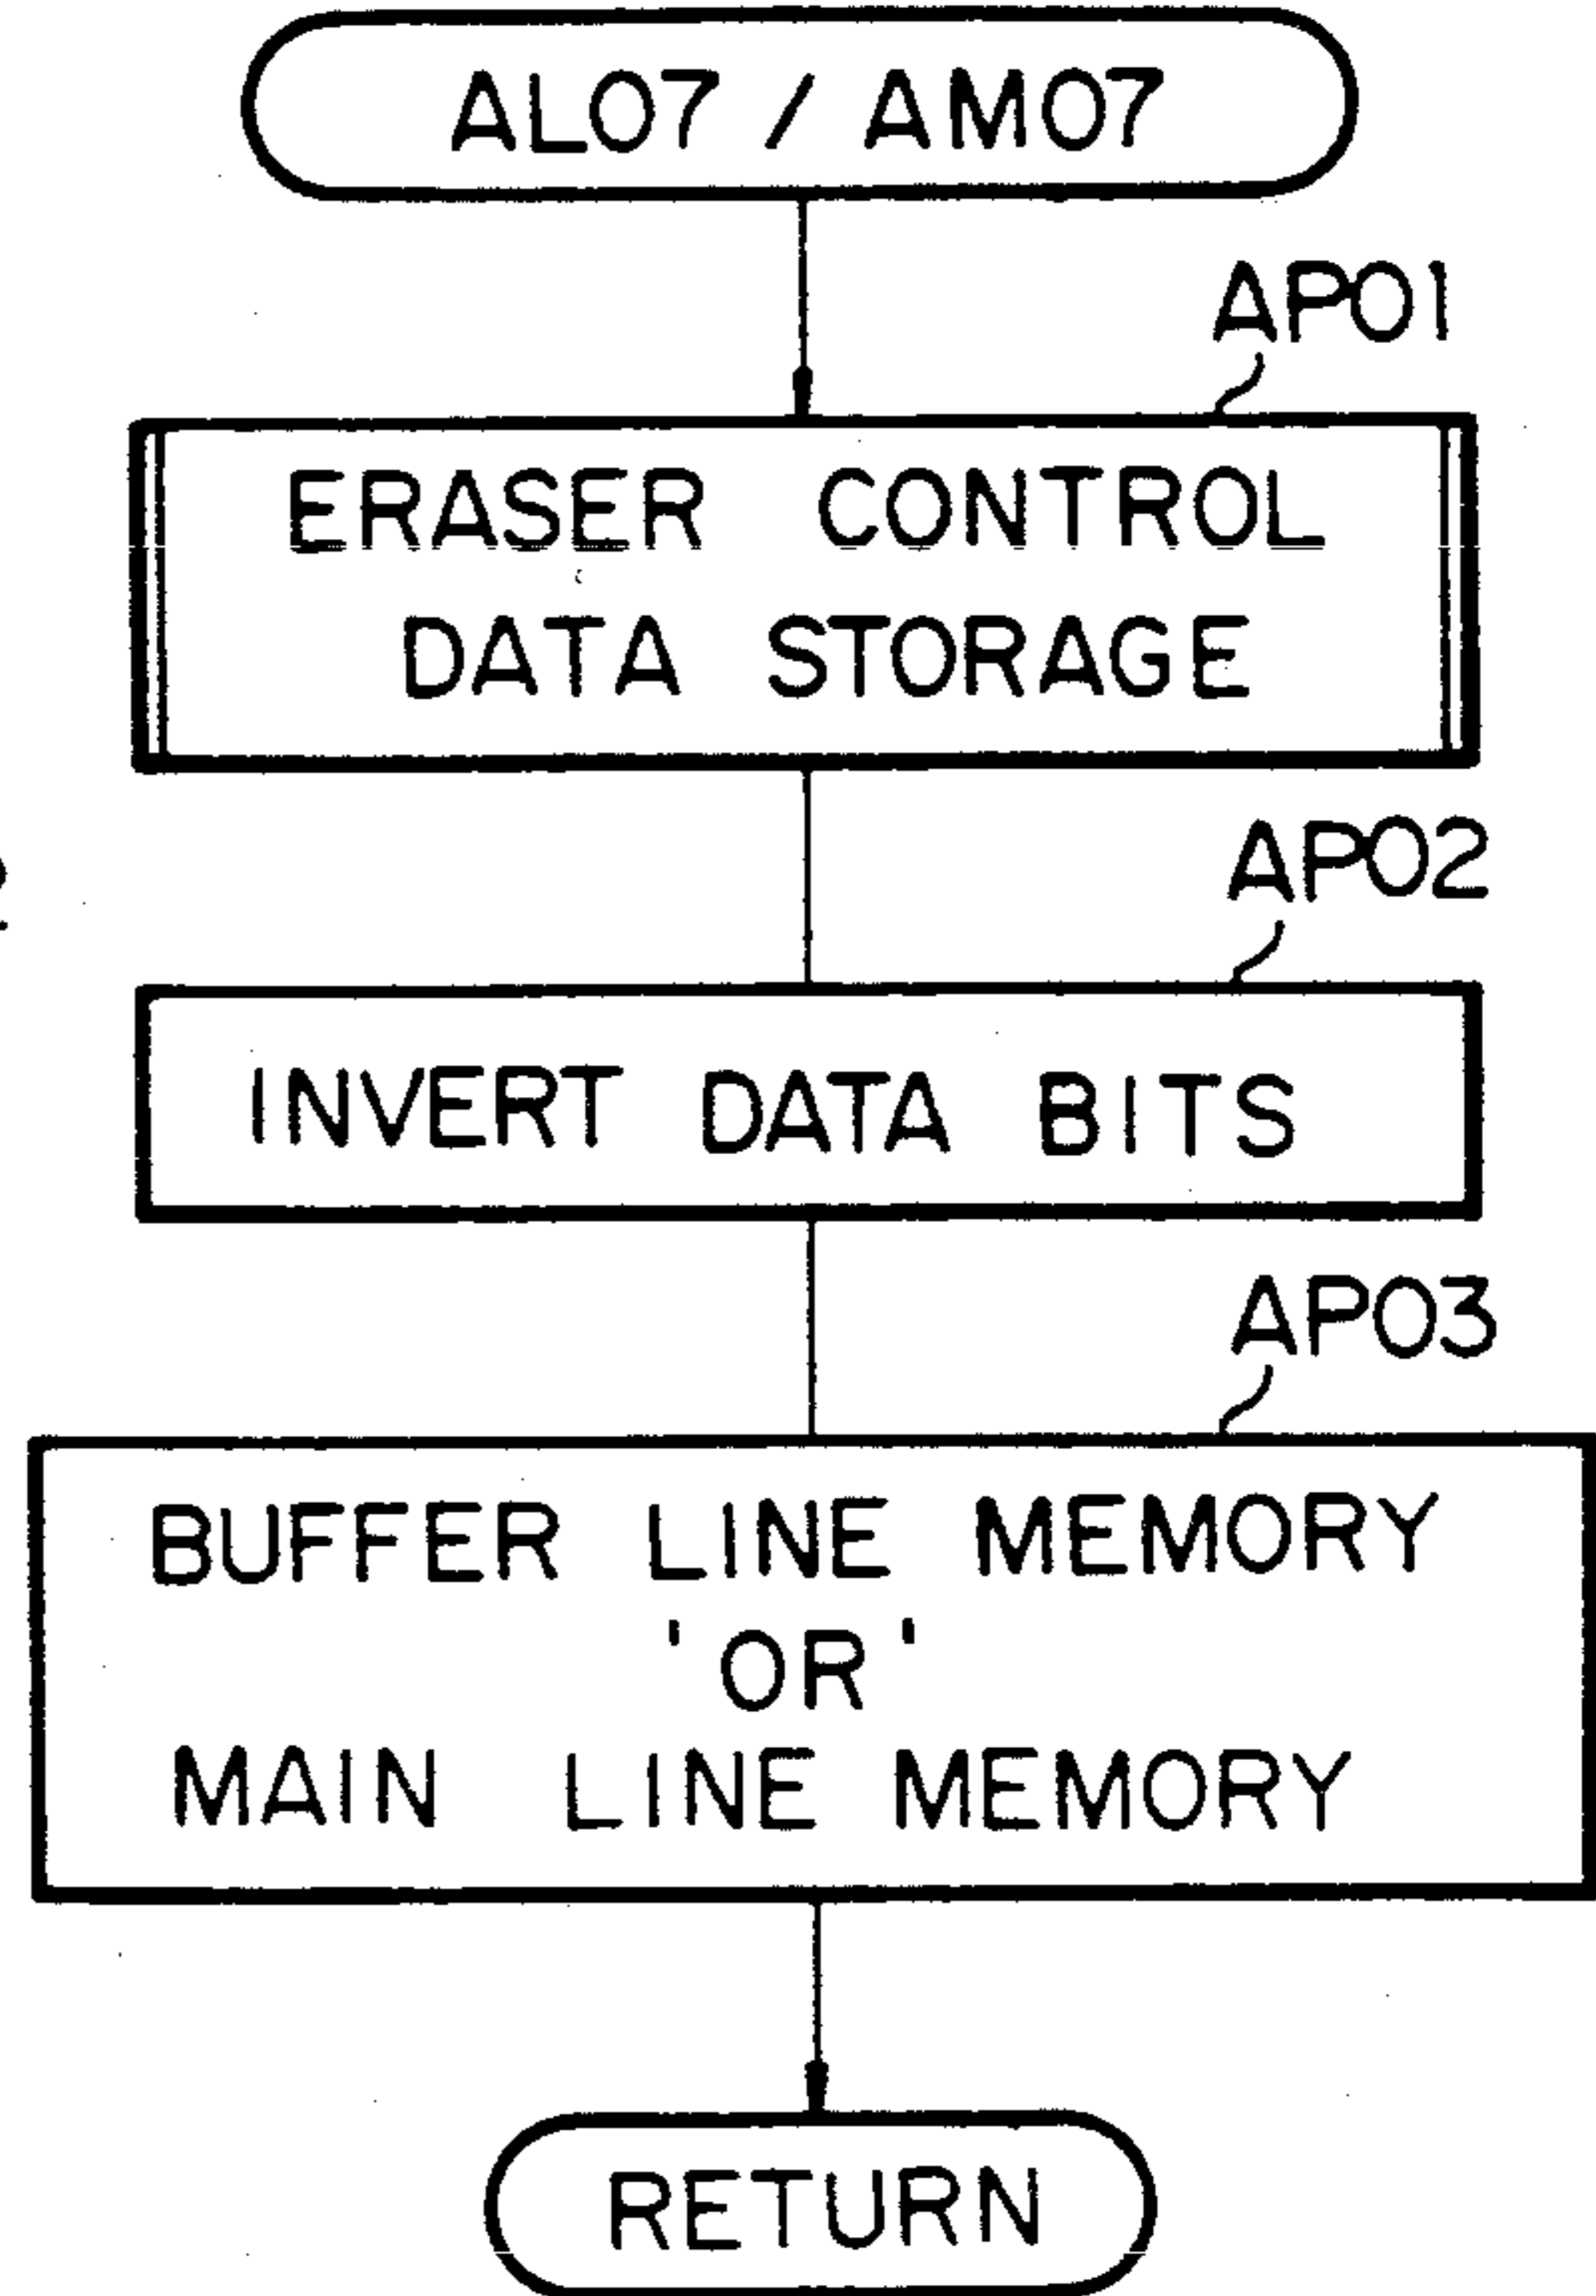 AL07 / AM07
AP01
ERASER CONTROL
DATA STORAGE
AP02
INVERT DATA BITS
AP03
BUFFER LINE MEMORY
'OR'
MAIN LINE MEMORY
RETURN